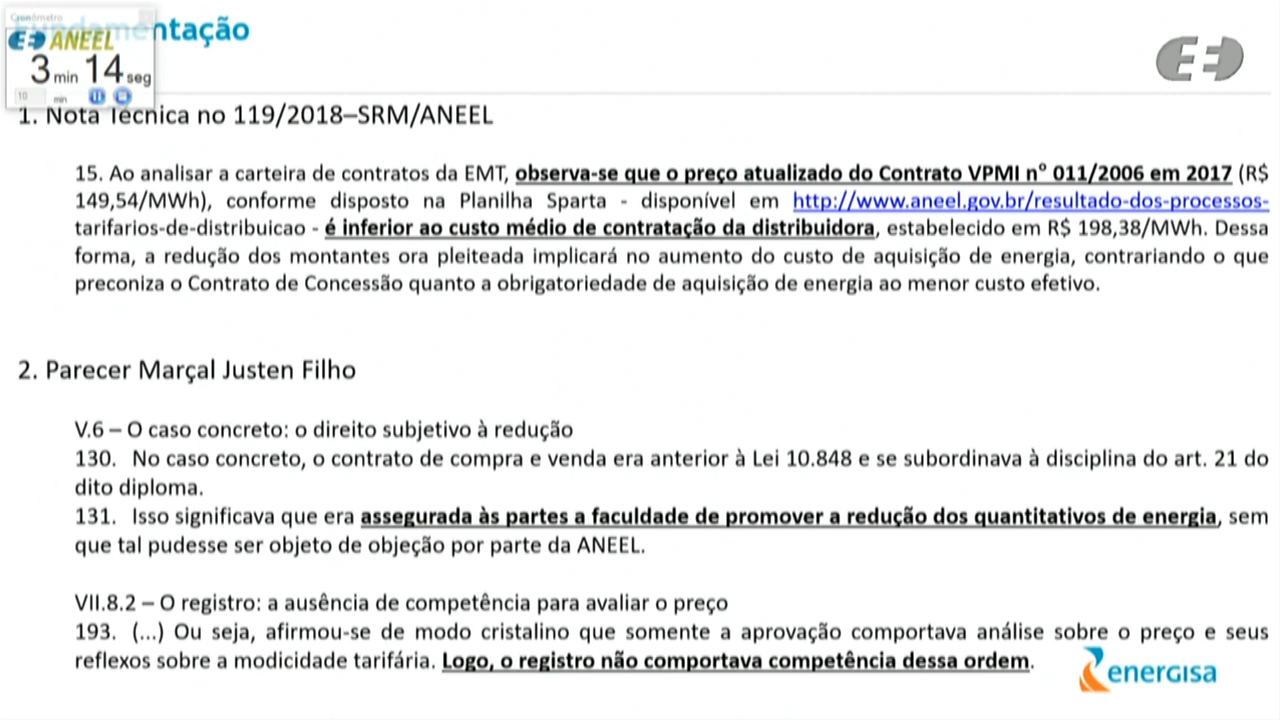 Cronômetro
Fundamentação
ANEEL
3 min 14 seg
10 min
1. Nota Técnica no 119/2018–SRM/ANEEL
15. Ao analisar a carteira de contratos da EMT, observa-se que o preço atualizado do Contrato VPMI nº 011/2006 em 2017 (R$
149,54/MWh), conforme disposto na Planilha Sparta - disponível em http://www.aneel.gov.br/resultado-dos-processos-
tarifarios-de-distribuicao - é inferior ao custo médio de contratação da distribuidora, estabelecido em R$ 198,38/MWh. Dessa
forma, a redução dos montantes ora pleiteada implicará no aumento do custo de aquisição de energia, contrariando o que
preconiza o Contrato de Concessão quanto a obrigatoriedade de aquisição de energia ao menor custo efetivo.
2. Parecer Marçal Justen Filho
V.6 – O caso concreto: o direito subjetivo à redução
130. No caso concreto, o contrato de compra e venda era anterior à Lei 10.848 e se subordinava à disciplina do art. 21 do
dito diploma.
131. Isso significava que era assegurada às partes a faculdade de promover a redução dos quantitativos de energia, sem
que tal pudesse ser objeto de objeção por parte da ANEEL.
VII.8.2 – O registro: a ausência de competência para avaliar o preço
193. (...) Ou seja, afirmou-se de modo cristalino que somente a aprovação comportava análise sobre o preço e seus
reflexos sobre a modicidade tarifária. Logo, o registro não comportava competência dessa ordem.
energisa